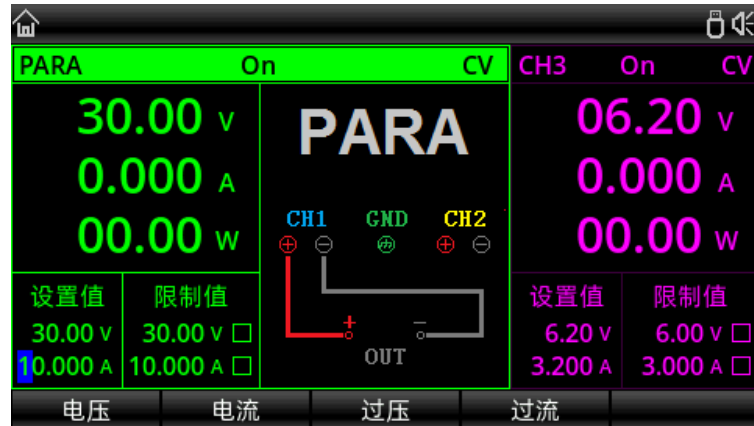 PARA On CV
30.00 V
0.000 A
00.00 W
设置值 限制值
30.00 V 30.00 V
10.000 A 10.000 A
PARA
CH1 GND CH2
+ -
OUT
CH3 On CV
06.20 V
0.000 A
00.00 W
设置值 限制值
6.20 V 6.00 V
3.200 A 3.000 A
电压 电流 过压 过流